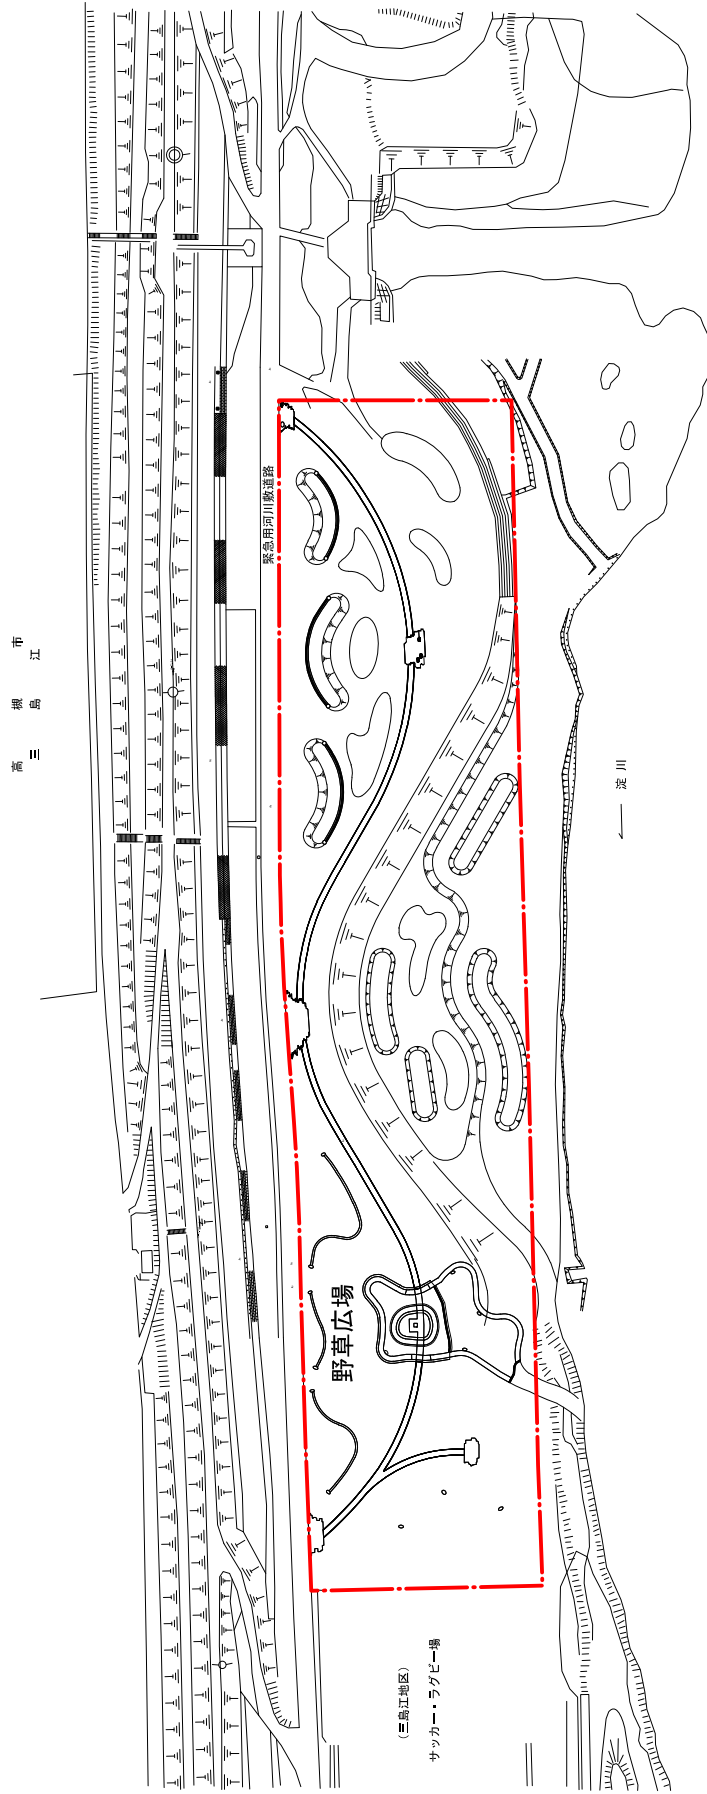 高槻市
三島江
緊急用河川敷道路
淀川
野草広場
(三島江地区)
サッカー・ラグビー場